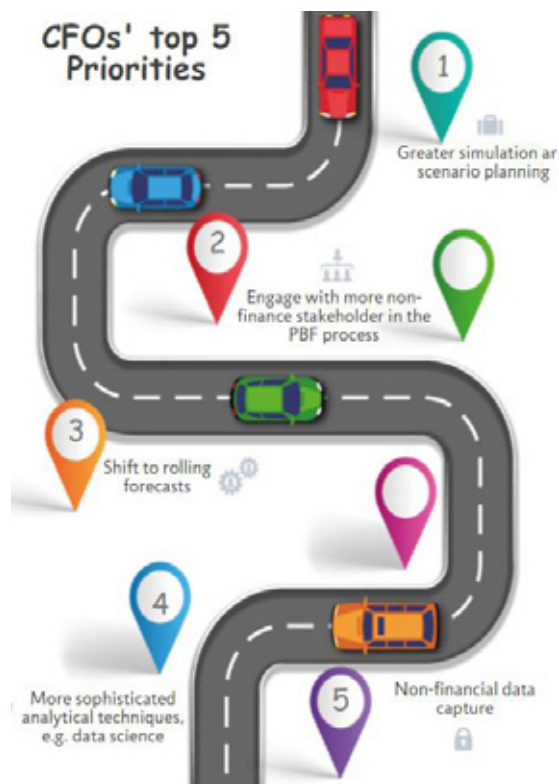 CFOs' top 5
Priorities
1
Greater simulation an
scenario planning
2
Engage with more non-
finance stakeholder in the
PBF process
3
Shift to rolling
forecasts
4
More sophisticated
analytical techniques,
e.g. data science
5
Non-financial data
capture